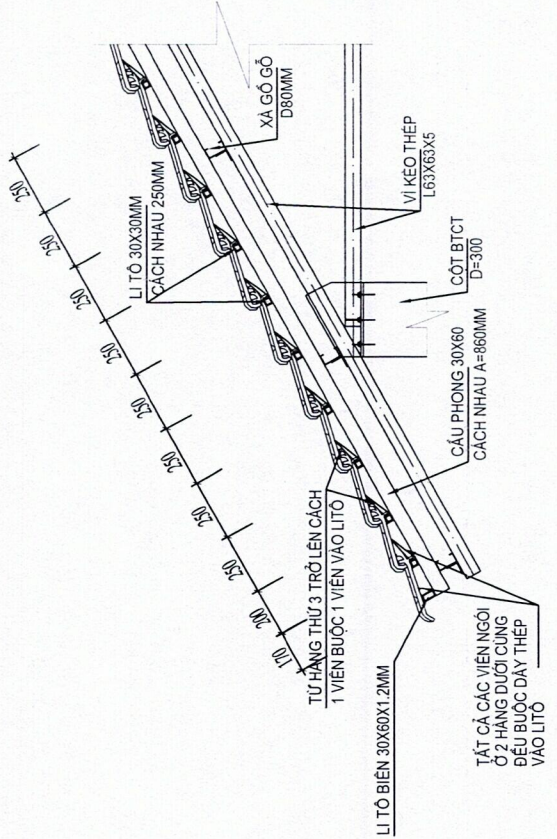 170
200
250
250
250
250
250
250
250
250
LI TÔ 30X30MM
CÁCH NHAU 250MM
XÀ GỒ GỖ
D80MM
TỪ HÀNG THỨ 3 TRỞ LÊN CÁCH
1 VIÊN BUỘC 1 VIÊN VÀO LITÔ
VÌ KÈO THÉP
L63X63X5
CỘT BTCT
D=300
CẦU PHONG 30X60
CÁCH NHAU A=860MM
LI TÔ BIÊN 30X60X1.2MM
TẤT CẢ CÁC VIÊN NGÓI
Ở 2 HÀNG DƯỚI CÙNG
ĐỀU BUỘC DÂY THÉP
VÀO LITÔ